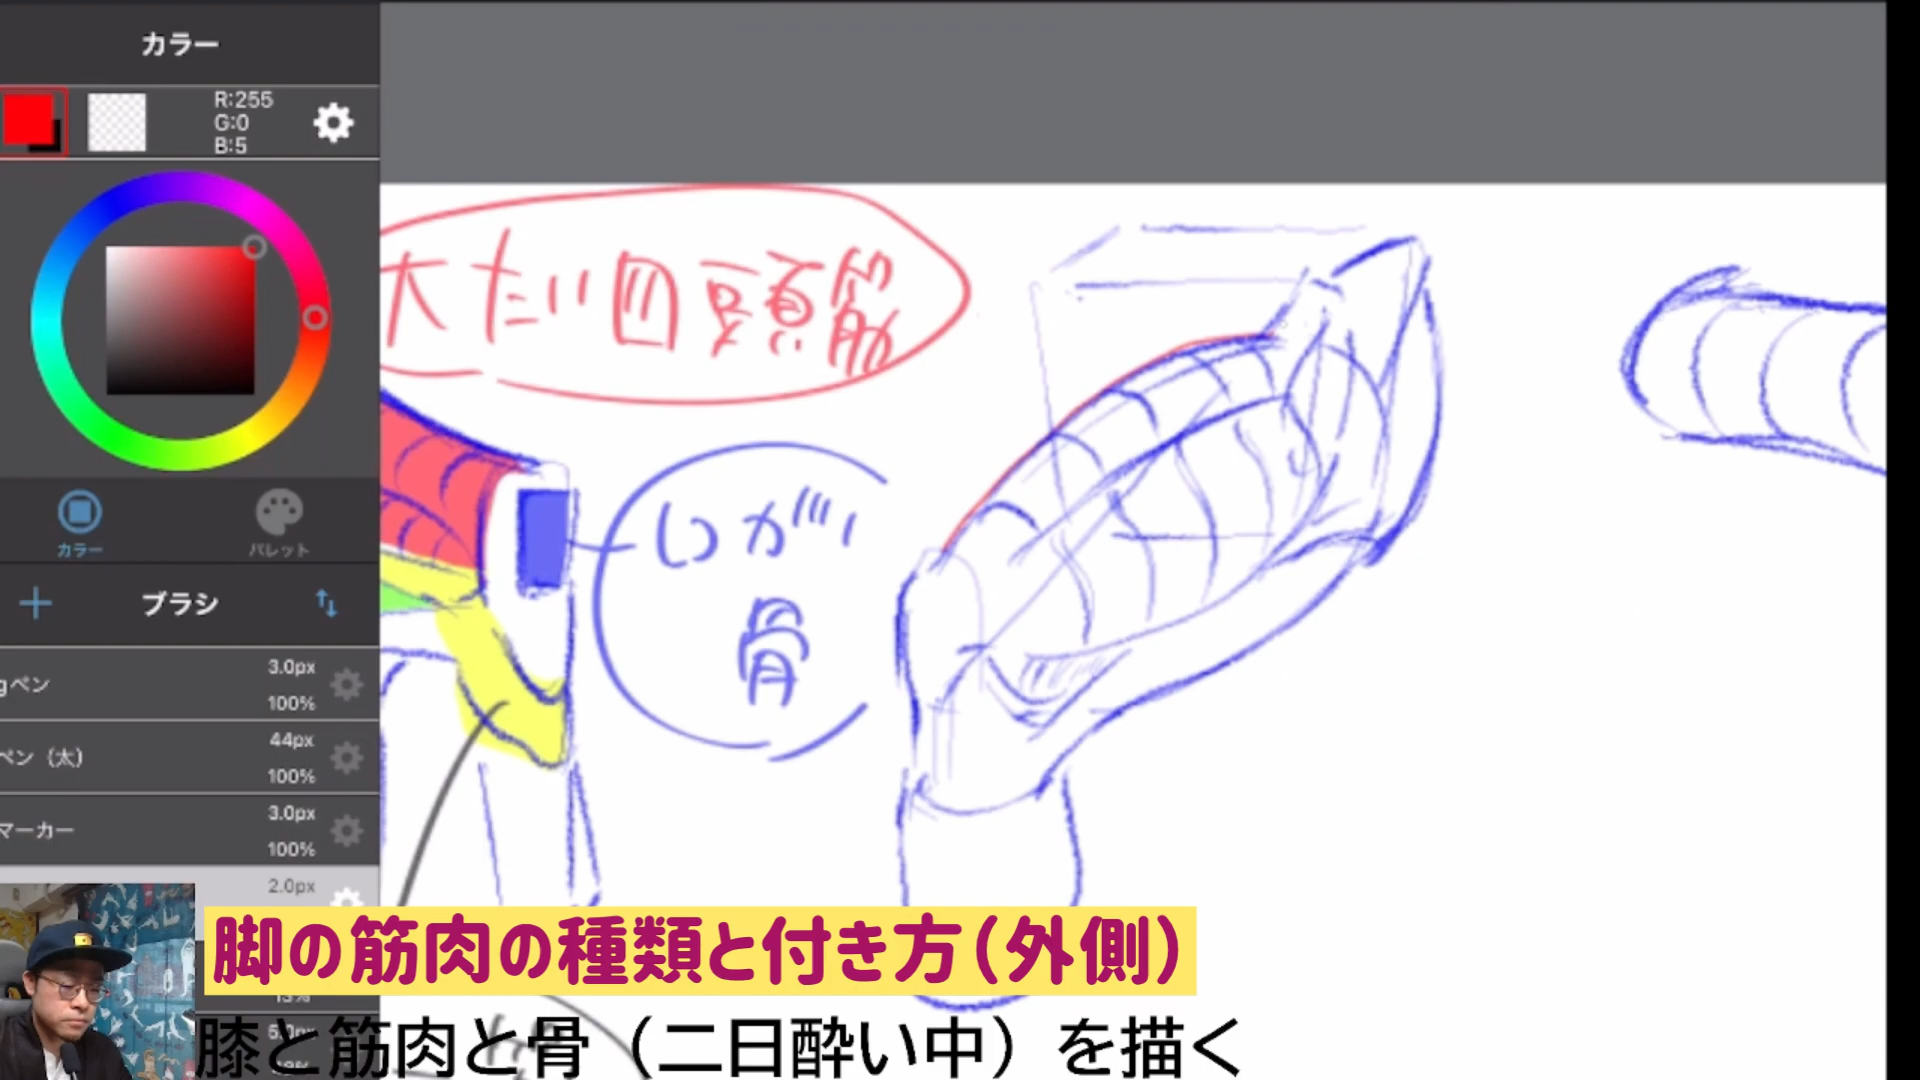 カラー
R:255
G:0
B:5
カラー
パレット
ブラシ
gペン
3.0px
100%
ペン（太）
44px
100%
マーカー
3.0px
100%
2.0px
大たい四頭筋
しがい
骨
脚の筋肉の種類と付き方（外側）
膝と筋肉と骨（二日酔い中）を描く